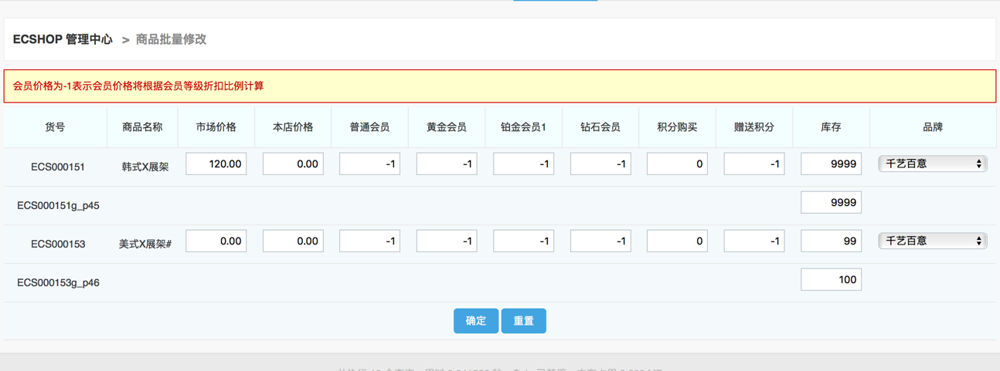 ECSHOP 管理中心 > 商品批量修改
会员价格为-1表示会员价格将根据会员等级折扣比例计算
货号 商品名称 市场价格 本店价格 普通会员 黄金会员 铂金会员1 钻石会员 积分购买 赠送积分 库存 品牌
ECS000151 韩式X展架 120.00 0.00 -1 -1 -1 -1 0 -1 9999 千艺百意
ECS000151g_p45 9999
ECS000153 美式X展架# 0.00 0.00 -1 -1 -1 -1 0 -1 99 千艺百意
ECS000153g_p46 100
确定 重置